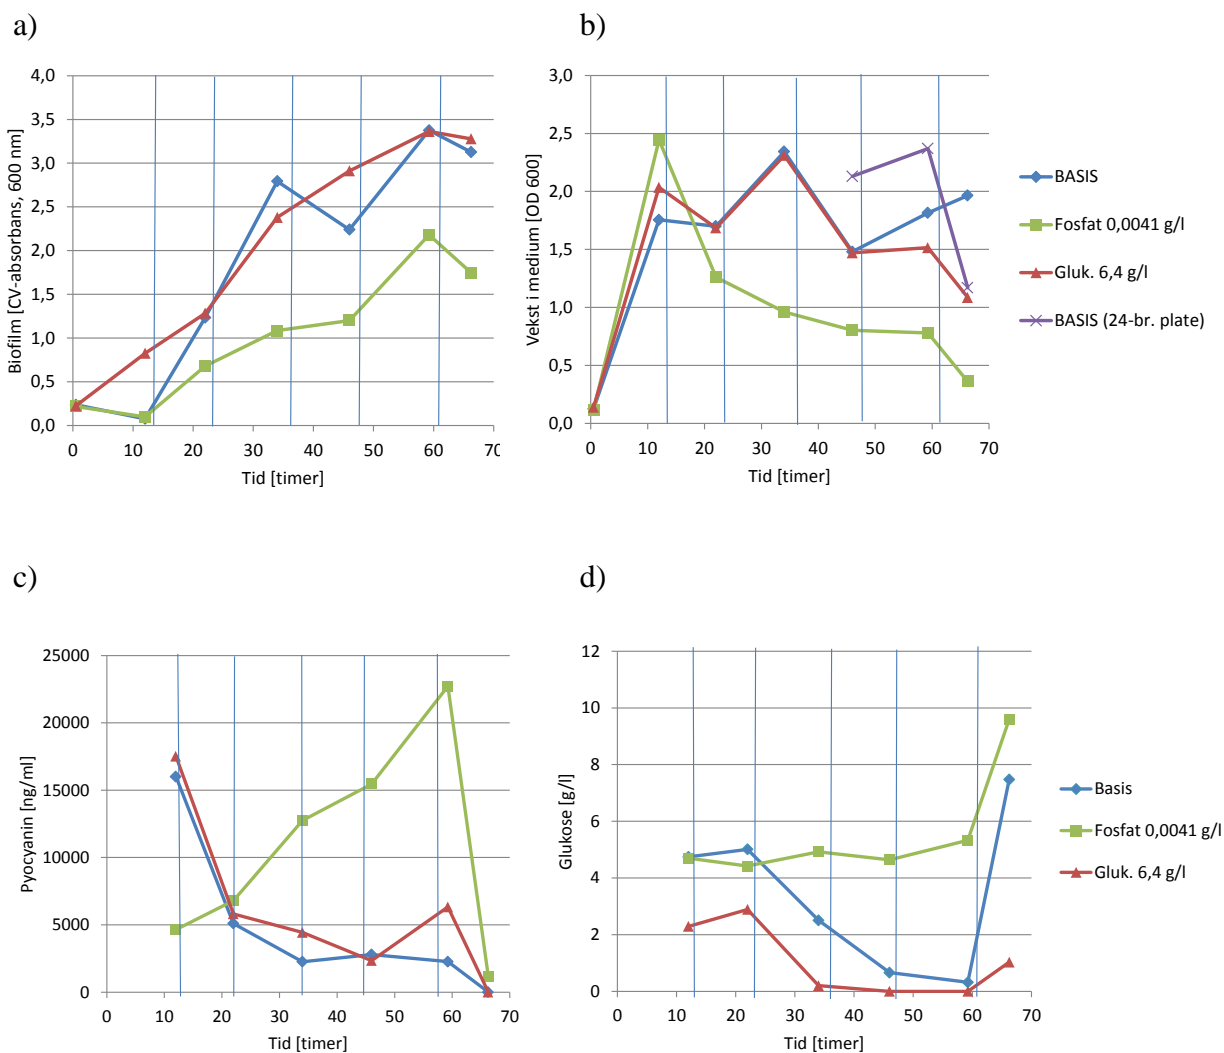 a)
b)
4,0
3,5
3,0
2,5
2,0
1,5
1,0
0,5
0,0
Biofilm [CV-absorbans, 600 nm]
0 10 20 30 40 50 60 70
Tid [timer]
3,0
2,5
2,0
1,5
1,0
0,5
0,0
Vekst i medium [OD 600]
0 10 20 30 40 50 60 70
Tid [timer]
BASIS
Fosfat 0,0041 g/l
Gluk. 6,4 g/l
BASIS (24-br. plate)
c)
d)
25000
20000
15000
10000
5000
0
Pyocyanin [ng/ml]
0 10 20 30 40 50 60 70
Tid [timer]
12
10
8
6
4
2
0
Glukose [g/l]
0 10 20 30 40 50 60 70
Tid [timer]
Basis
Fosfat 0,0041 g/l
Gluk. 6,4 g/l